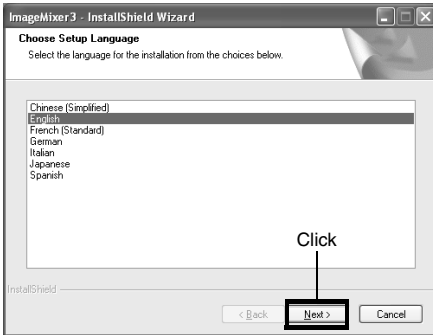 ImageMixer3 - InstallShield Wizard
Choose Setup Language
Select the language for the installation from the choices below.
Chinese (Simplified)
English
French (Standard)
German
Italian
Japanese
Spanish
Click
InstallShield
< Back
Next >
Cancel